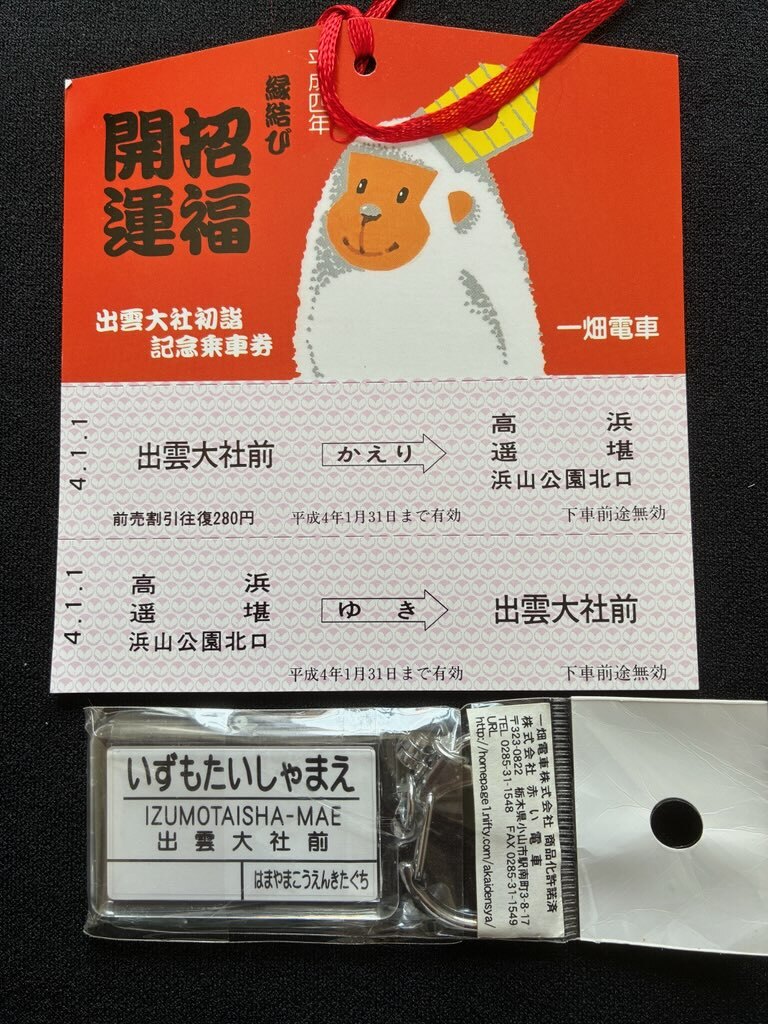 平成四年
縁結び
招福
開運
出雲大社初詣
記念乗車券
一畑電車
4.1.1
出雲大社前
かえり
高浜
遥堪
浜山公園北口
前売割引往復280円
平成4年1月31日まで有効
下車前途無効
4.1.1
高浜
遥堪
浜山公園北口
ゆき
出雲大社前
平成4年1月31日まで有効
下車前途無効
いずもたいしゃまえ
IZUMOTAISHA-MAE
出雲大社前
はまやまこうえんきたぐち
一畑電車株式会社 商品化許諾済
株式会社 赤い電車
〒323-0822 栃木県小山市駅南町3-8-17
TEL 0285-31-1548 FAX 0285-31-1549
URL
http://homepage1.nifty.com/akaidensya/